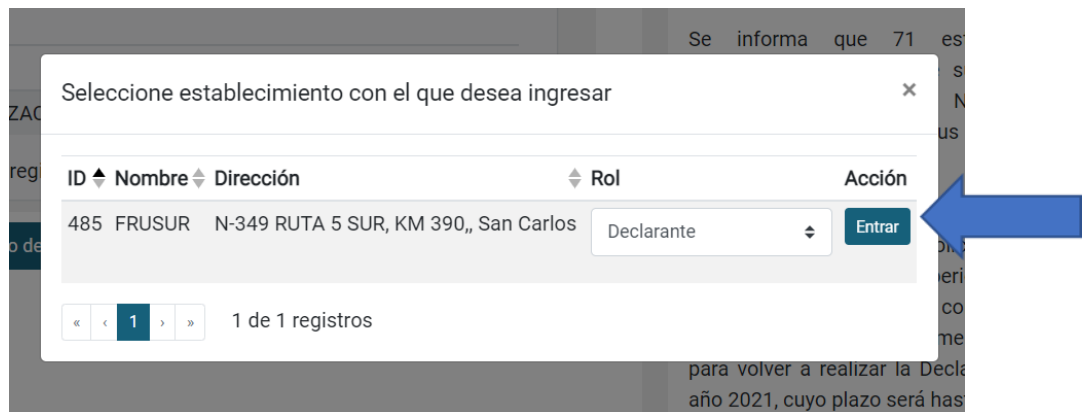 Se informa que 71
Seleccione establecimiento con el que desea ingresar ×
ID Nombre Dirección Rol Acción
485 FRUSUR N-349 RUTA 5 SUR, KM 390,, San Carlos Declarante Entrar
« ‹ 1 › » 1 de 1 registros
para volver a realizar la
año 2021, cuyo plazo será